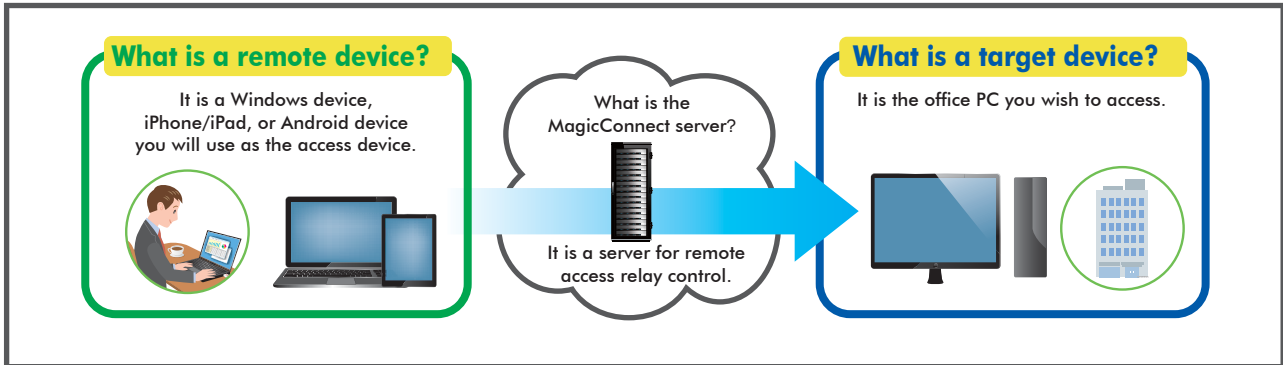 What is a remote device?
It is a Windows device,
iPhone/iPad, or Android device
you will use as the access device.
What is the
MagicConnect server?
It is a server for remote
access relay control.
What is a target device?
It is the office PC you wish to access.